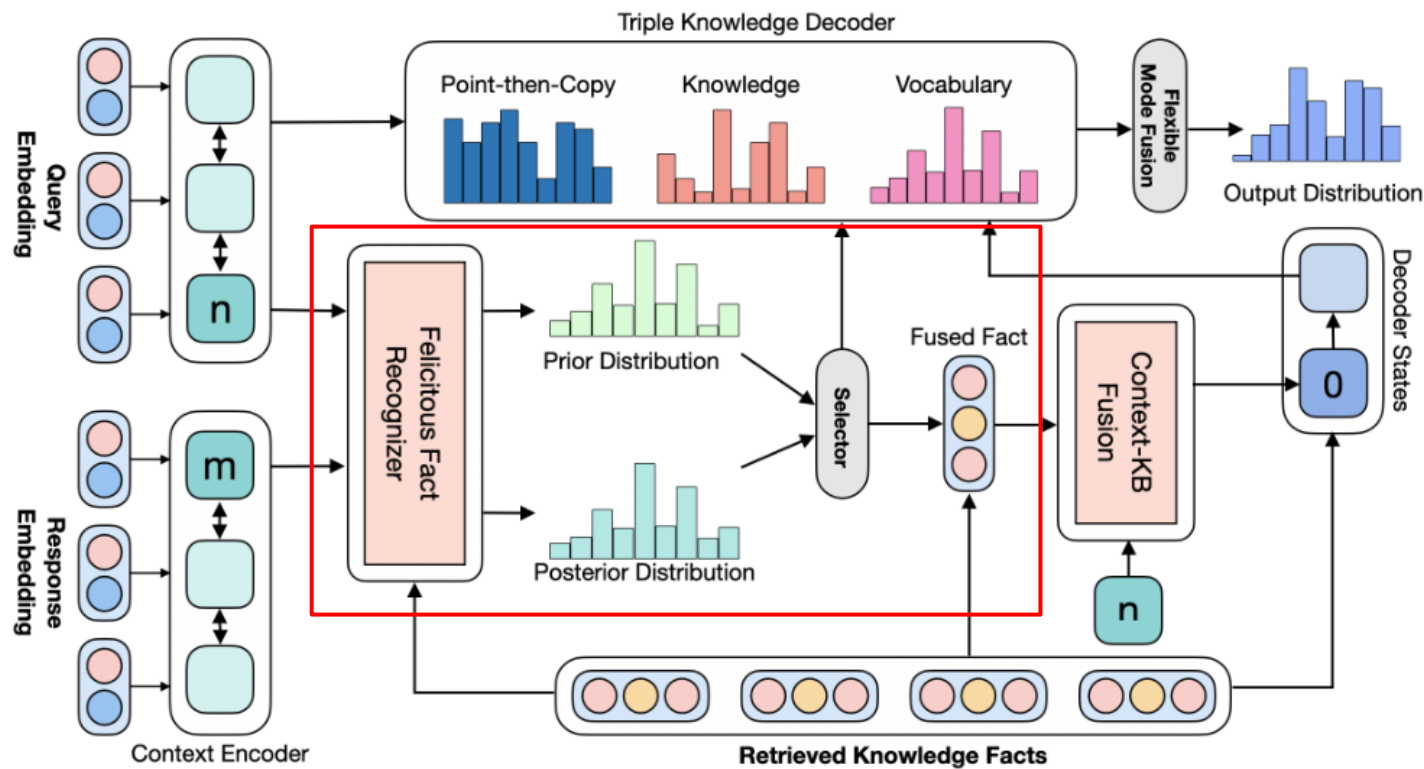 Triple Knowledge Decoder
Point-then-Copy
Knowledge
Vocabulary
Flexible
Mode Fusion
Output Distribution
Query
Embedding
n
Felicitous Fact
Recognizer
Prior Distribution
Posterior Distribution
Selector
Fused Fact
Context-KB
Fusion
Decoder States
0
n
Response
Embedding
m
Context Encoder
Retrieved Knowledge Facts